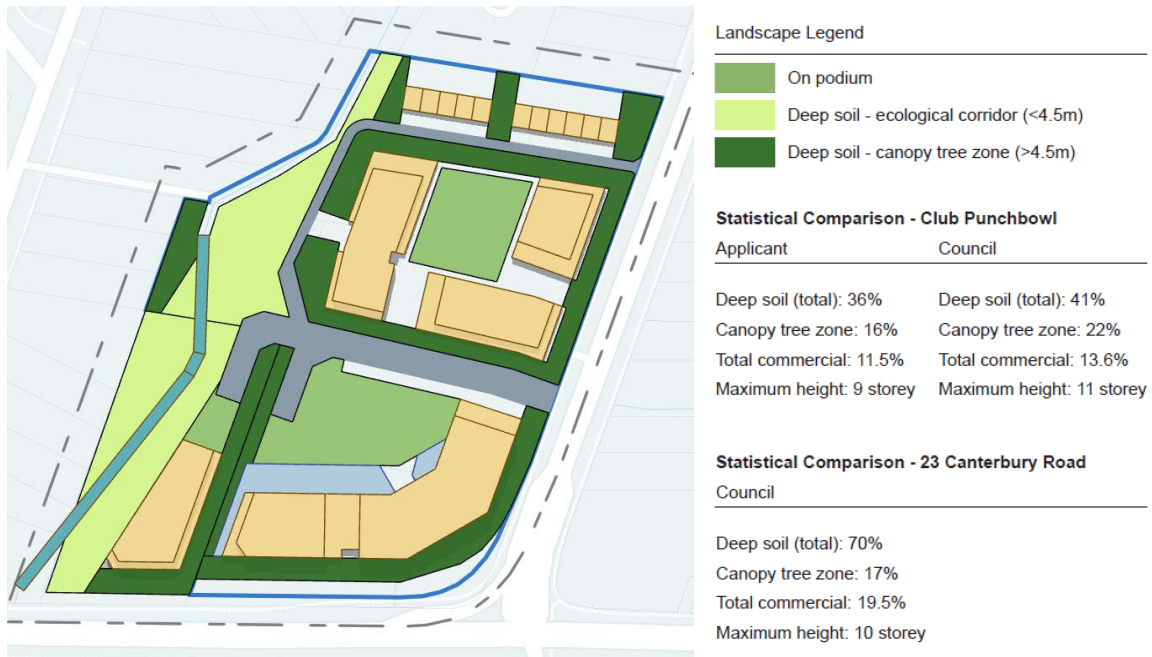 Landscape Legend
On podium
Deep soil - ecological corridor (<4.5m)
Deep soil - canopy tree zone (>4.5m)
Statistical Comparison - Club Punchbowl
Applicant Council
Deep soil (total): 36% Deep soil (total): 41%
Canopy tree zone: 16% Canopy tree zone: 22%
Total commercial: 11.5% Total commercial: 13.6%
Maximum height: 9 storey Maximum height: 11 storey
Statistical Comparison - 23 Canterbury Road
Council
Deep soil (total): 70%
Canopy tree zone: 17%
Total commercial: 19.5%
Maximum height: 10 storey